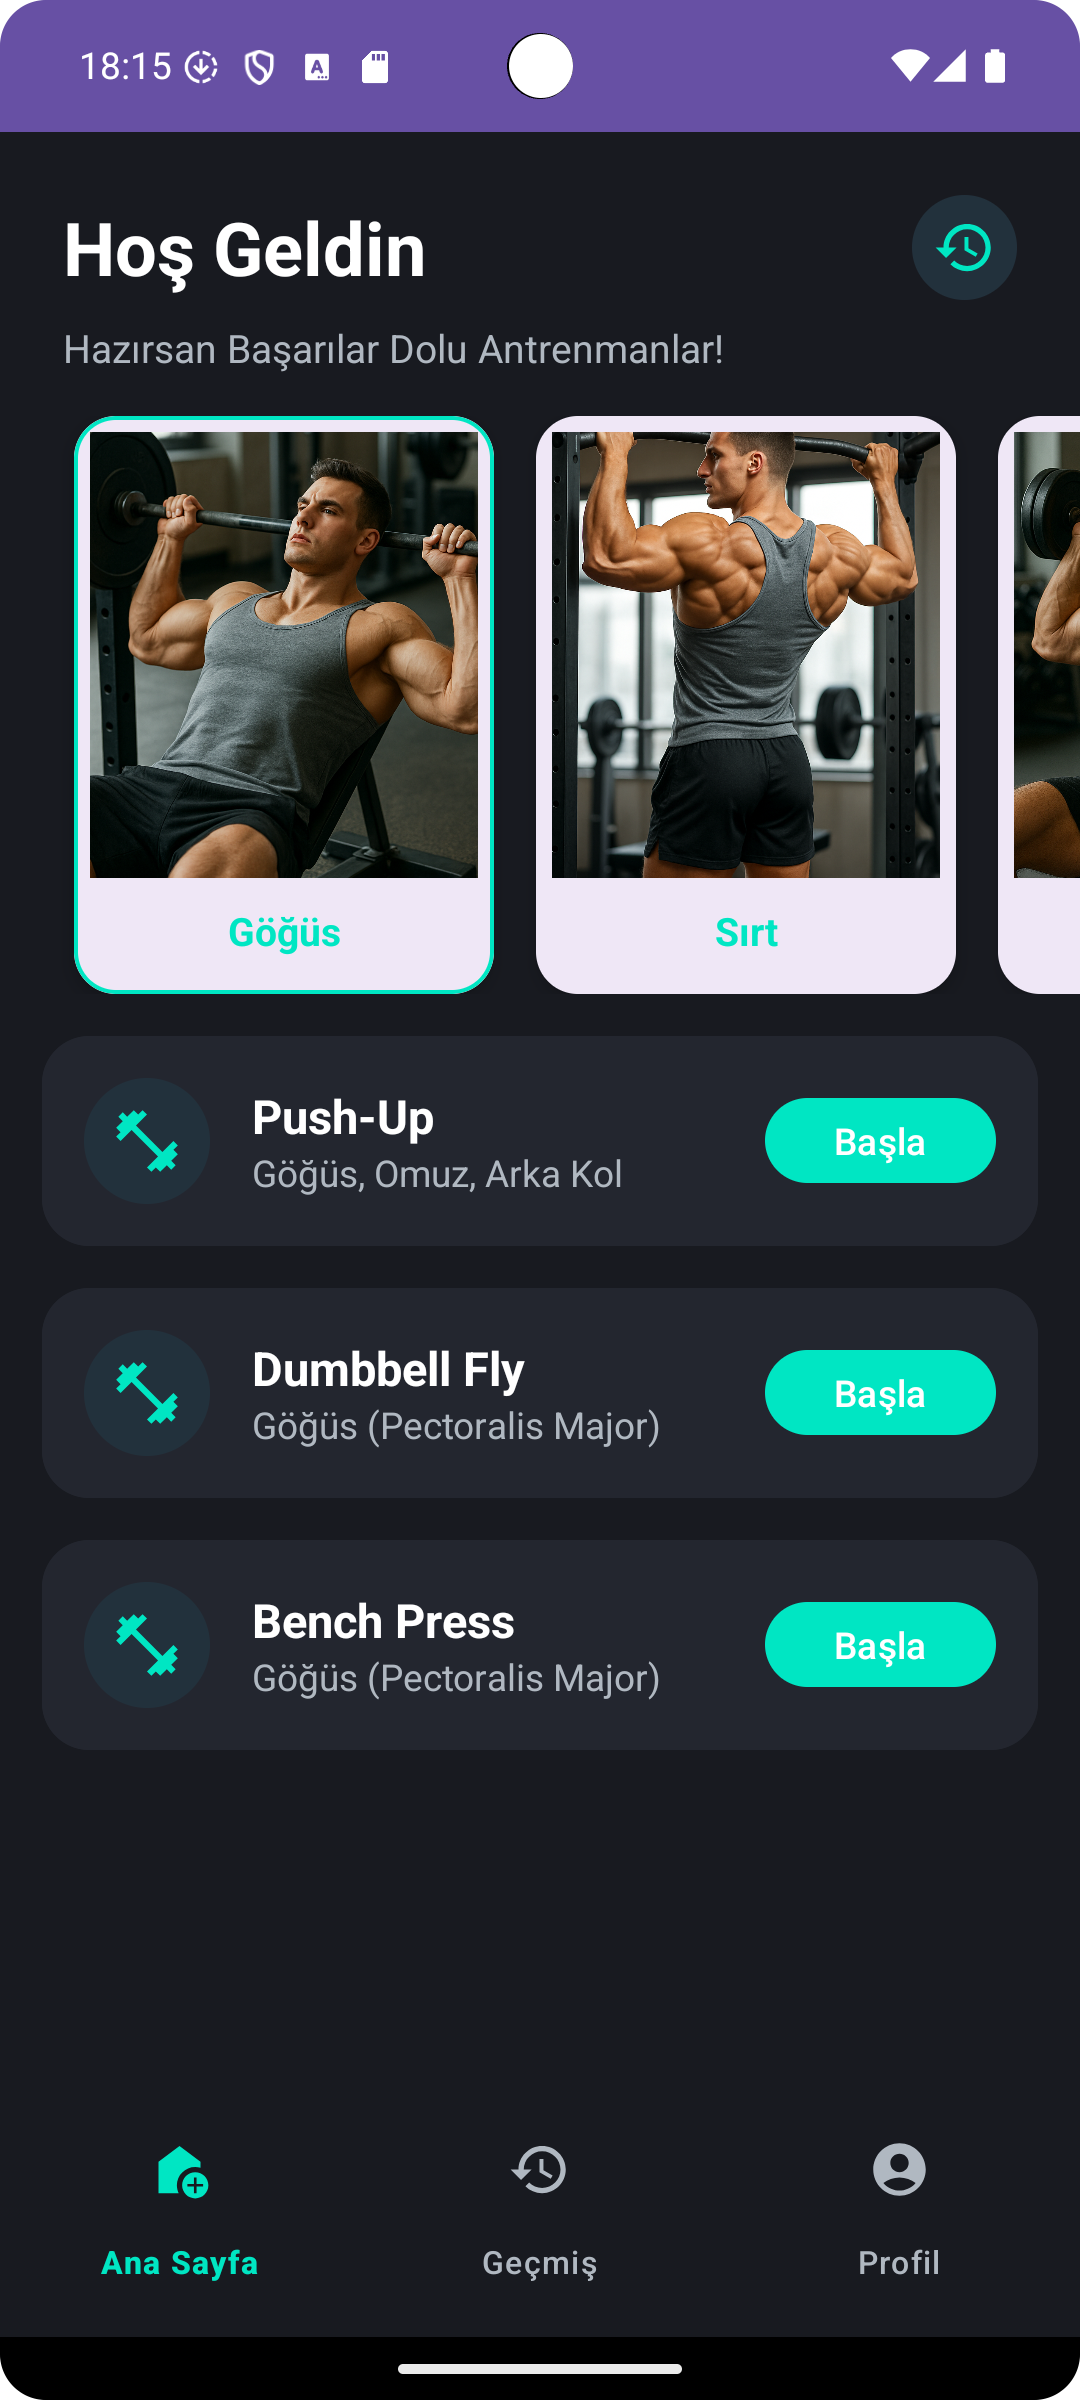 18:15
Hoş Geldin
Hazırsan Başarılar Dolu Antrenmanlar!
Göğüs
Sırt
Push-Up
Göğüs, Omuz, Arka Kol
Başla
Dumbbell Fly
Göğüs (Pectoralis Major)
Başla
Bench Press
Göğüs (Pectoralis Major)
Başla
Ana Sayfa
Geçmiş
Profil